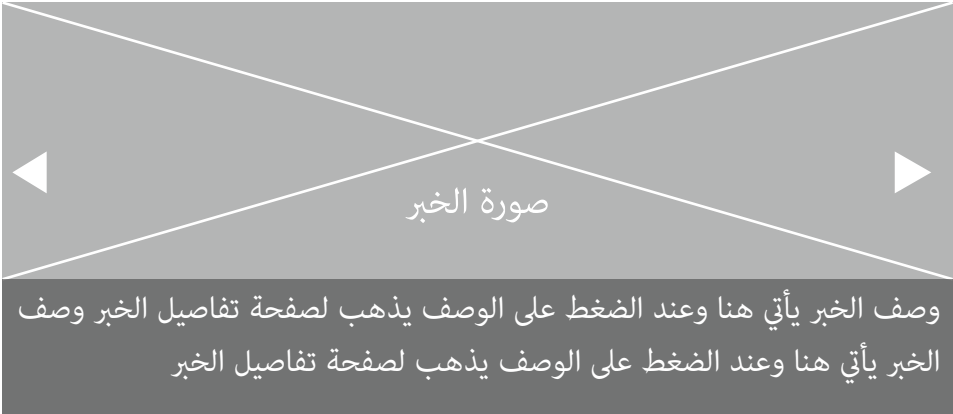 صورة الخبر
وصف الخبر يأتي هنا وعند الضغط على الوصف يذهب لصفحة تفاصيل الخبر وصف
الخبر يأتي هنا وعند الضغط على الوصف يذهب لصفحة تفاصيل الخبر